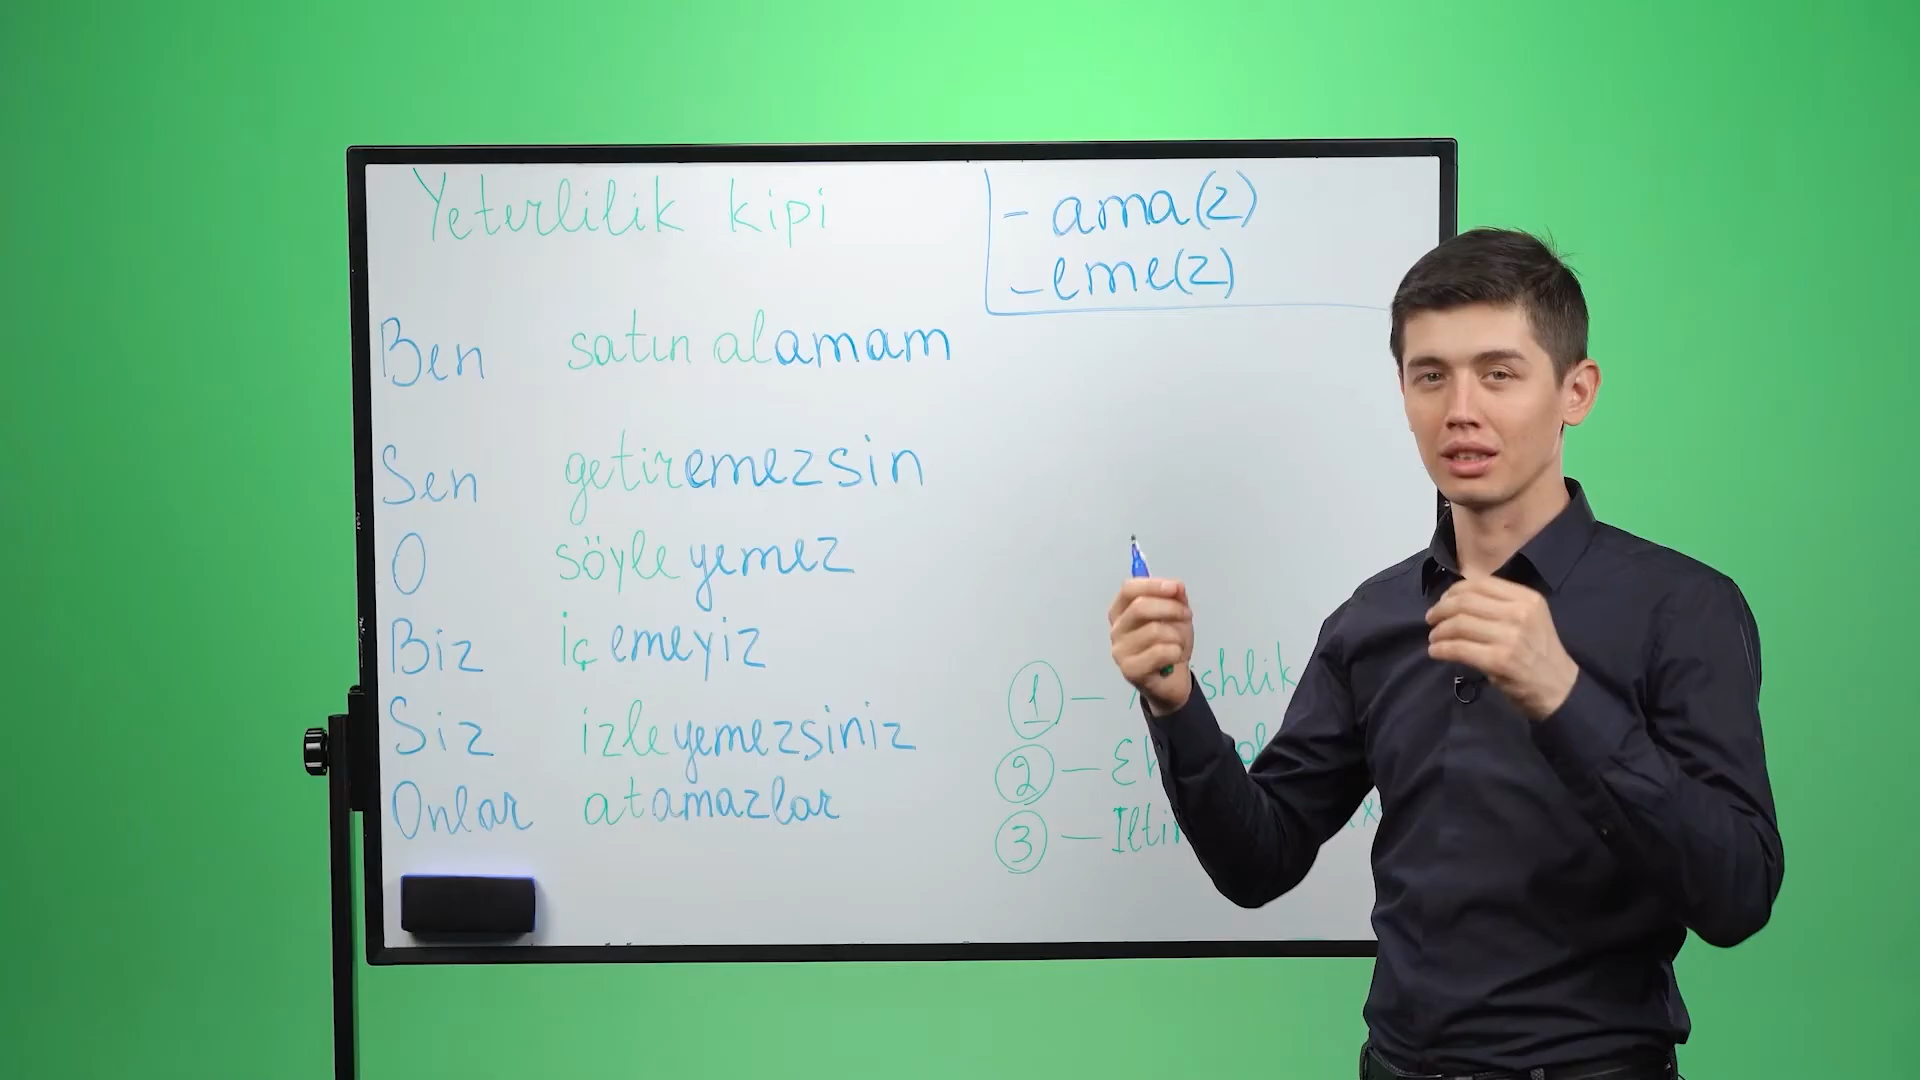 Yeterlilik kipi
- ama(z)
- eme(z)
Ben satın alamam
Sen getiremezsin
O söyleyemez
Biz içemeyiz
Siz izleyemezsiniz
Onlar atamazlar
1 -
2 -
3 -